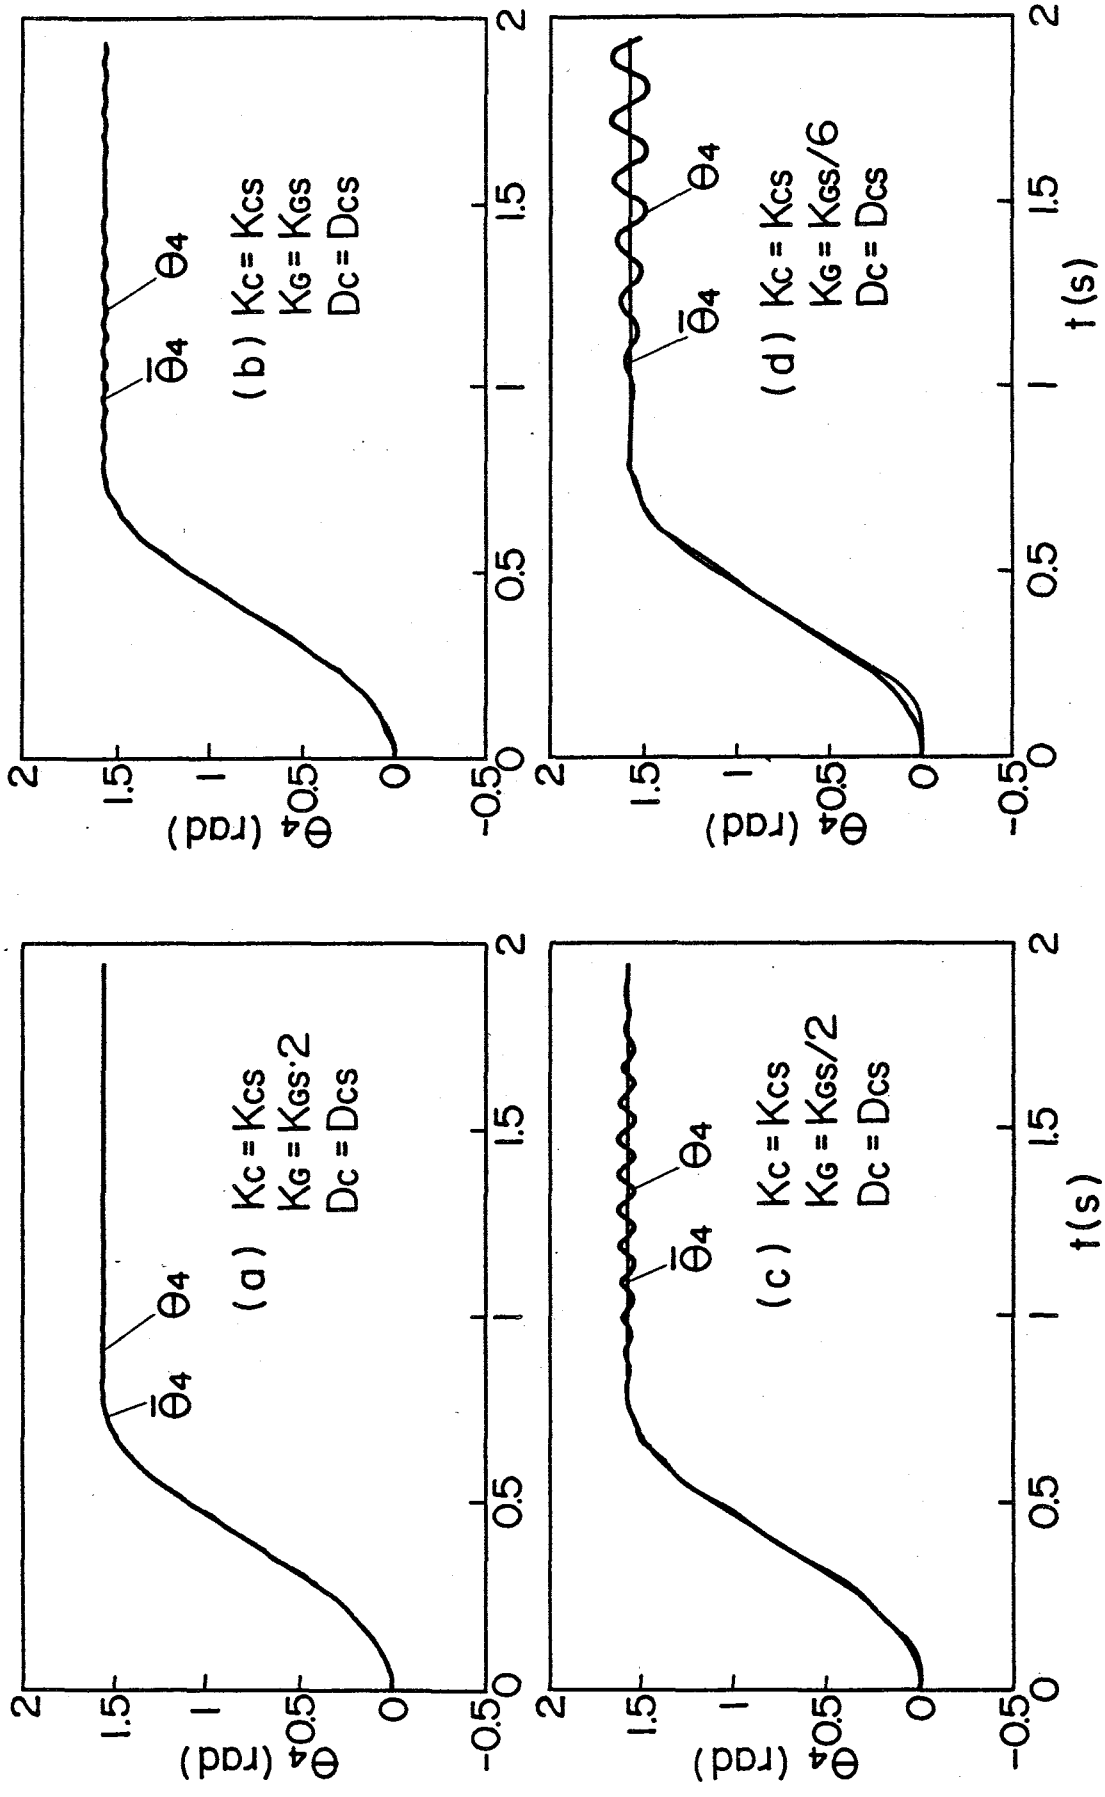 θ4 (rad)
2
1.5
1
0.5
0
-0.5
0
0.5
1
1.5
2
θ̄4
θ4
(a)
Kc = Kcs
KG = KGS·2
Dc = Dcs
θ4 (rad)
2
1.5
1
0.5
0
-0.5
0
0.5
1
1.5
2
θ̄4
θ4
(b)
Kc = Kcs
KG = KGS
Dc = Dcs
θ4 (rad)
2
1.5
1
0.5
0
-0.5
0
0.5
1
1.5
2
t (s)
θ̄4
θ4
(c)
Kc = Kcs
KG = KGS/2
Dc = Dcs
θ4 (rad)
2
1.5
1
0.5
0
-0.5
0
0.5
1
1.5
2
t (s)
θ̄4
θ4
(d)
Kc = Kcs
KG = KGS/6
Dc = Dcs